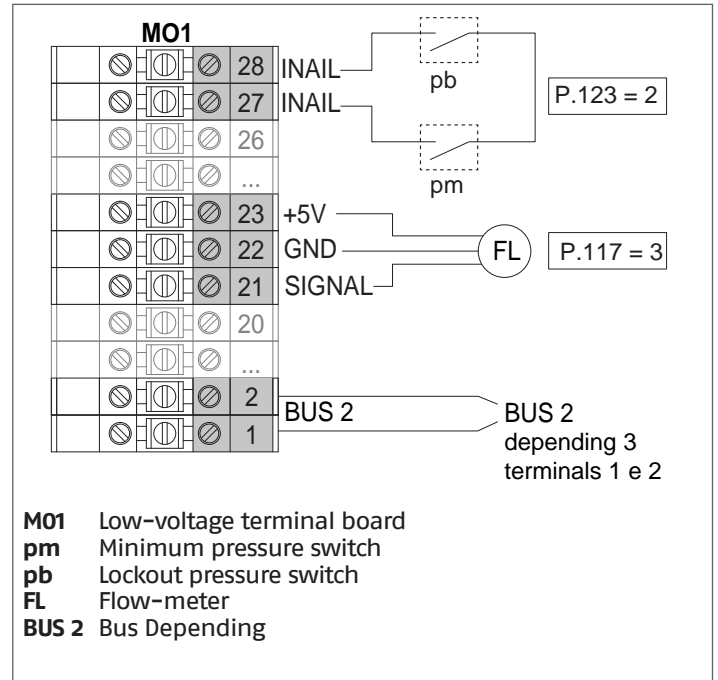 MO1
28 INAIL
pb
27 INAIL
P.123 = 2
26
...
pm
23 +5V
22 GND
FL
P.117 = 3
21 SIGNAL
20
...
2
BUS 2
BUS 2
1
depending 3
terminals 1 e 2
M01 Low-voltage terminal board
pm Minimum pressure switch
pb Lockout pressure switch
FL Flow-meter
BUS 2 Bus Depending